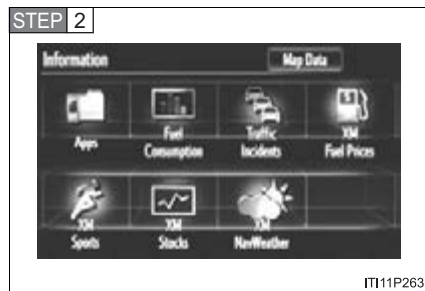 STEP 2
Information Map Data
Apps
Fuel
Consumption
Traffic
Incidents
XM
Fuel Prices
XM
Sports
XM
Stocks
XM
NavWeather
ITI11P263